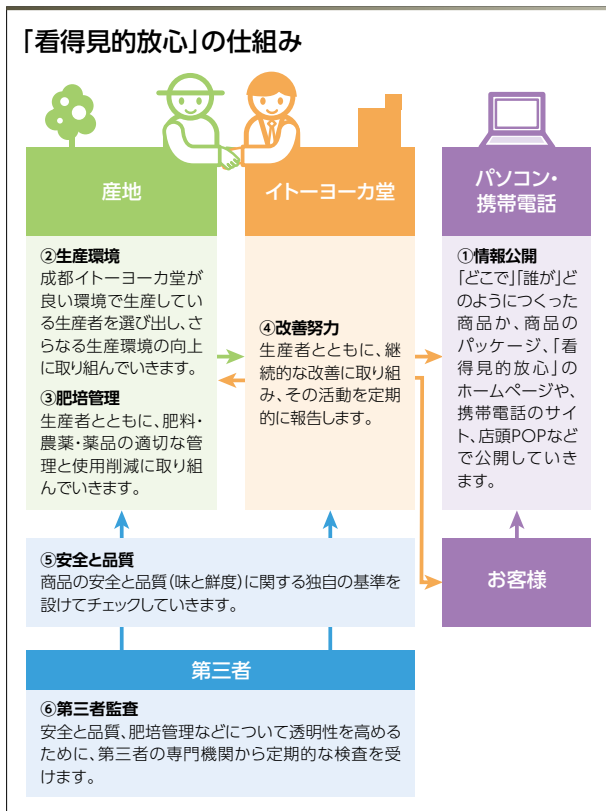 「看得見的放心」の仕組み
産地
イトーヨーカ堂
パソコン・
携帯電話
②生産環境
成都イトーヨーカ堂が
良い環境で生産してい
る生産者を選び出し、さ
らなる生産環境の向上
に取り組んでいきます。
③肥培管理
生産者とともに、肥料・
農薬・薬品の適切な管
理と使用削減に取り組
んでいきます。
④改善努力
生産者とともに、継
続的な改善に取り組
み、その活動を定期
的に報告します。
①情報公開
「どこで」「誰が」ど
のようにつくった
商品か、商品の
パッケージ、「看
得見的放心」の
ホームページや、
携帯電話のサイ
ト、店頭POPなど
で公開していき
ます。
⑤安全と品質
商品の安全と品質(味と鮮度)に関する独自の基準を
設けてチェックしていきます。
お客様
第三者
⑥第三者監査
安全と品質、肥培管理などについて透明性を高める
ために、第三者の専門機関から定期的な検査を受
けます。